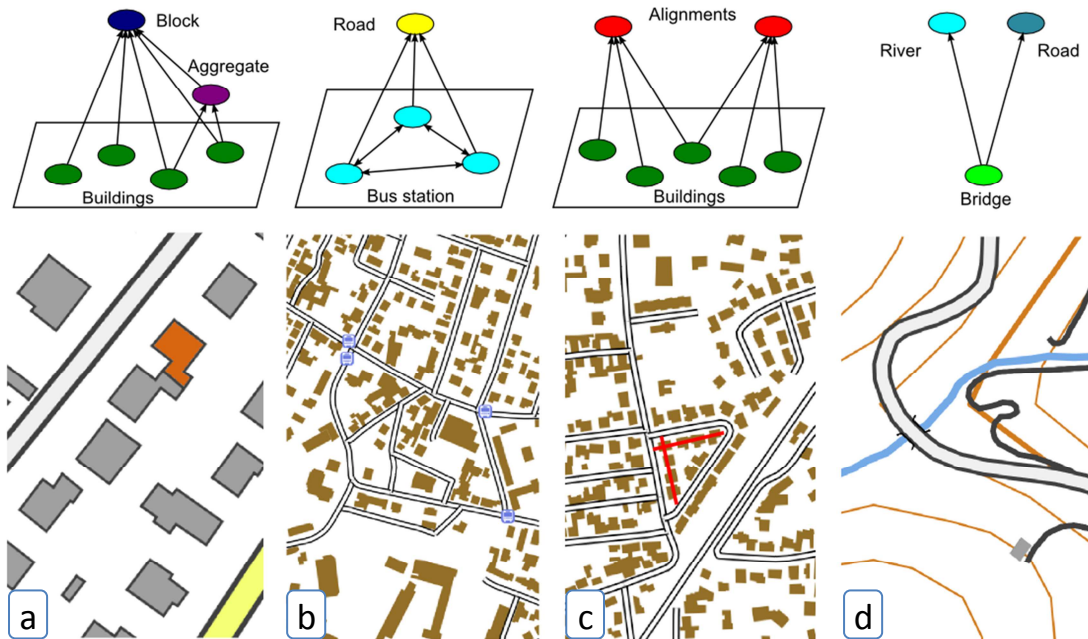 Block
Aggregate
Buildings
Road
Bus station
Alignments
Buildings
River
Road
Bridge
a
b
c
d